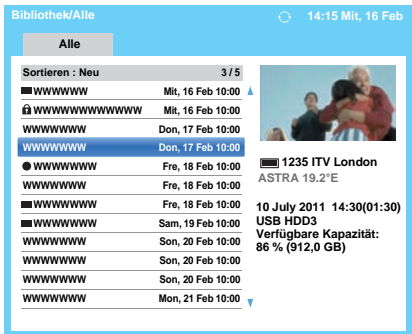 Bibliothek/Alle
14:15 Mit, 16 Feb
Alle
Sortieren : Neu 3 / 5
WWWWWWW Mit, 16 Feb 10:00
WWWWWWWWWWWWW Mit, 16 Feb 10:00
WWWWWWW Don, 17 Feb 10:00
WWWWWWW Don, 17 Feb 10:00
WWWWWWW Fre, 18 Feb 10:00
WWWWWWW Fre, 18 Feb 10:00
WWWWWWW Fre, 18 Feb 10:00
WWWWWWW Sam, 19 Feb 10:00
WWWWWWW Son, 20 Feb 10:00
WWWWWWW Son, 20 Feb 10:00
WWWWWWW Son, 20 Feb 10:00
WWWWWWW Mon, 21 Feb 10:00
1235 ITV London
ASTRA 19.2°E
10 July 2011 14:30(01:30)
USB HDD3
Verfügbare Kapazität:
86 % (912,0 GB)